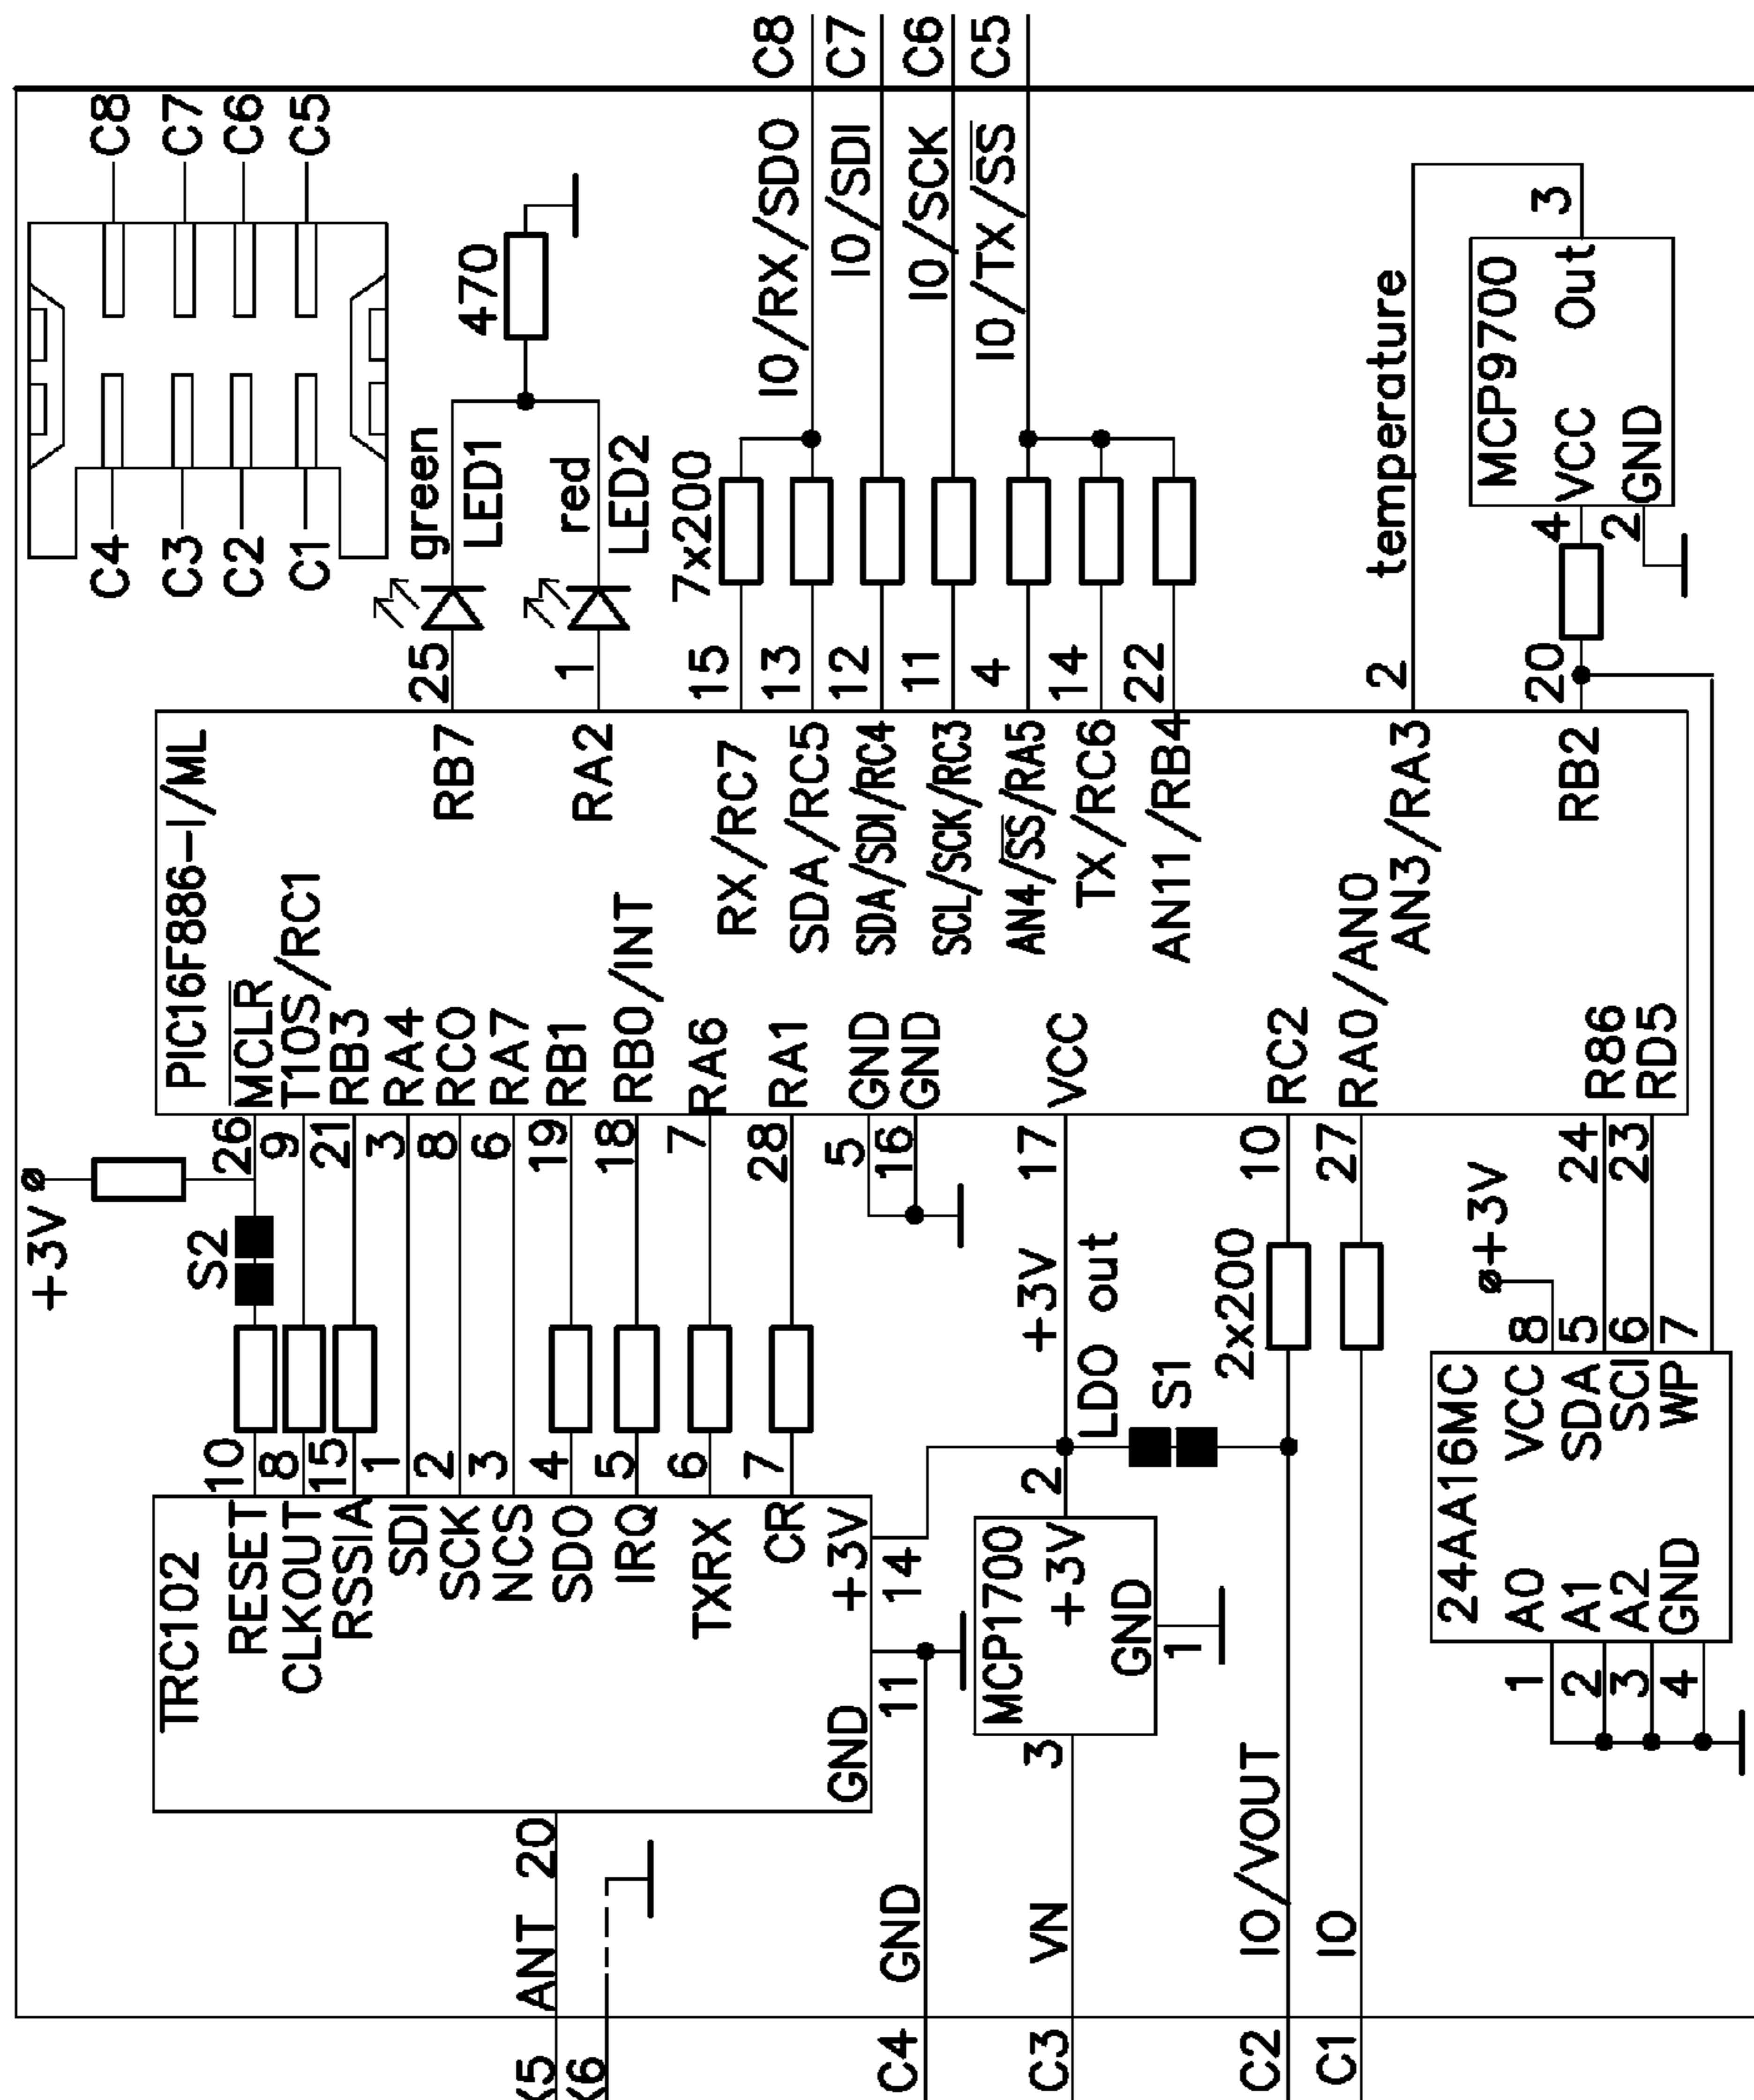 C8
C7
C6
C5
C4
C3
C2
C1
+3V
S2
PIC16F886-I/ML
26
MCLR
9
T1OS/RC1
21
RB3
3
RA4
8
RCO
6
RA7
19
RB1
18
RB0/INT
7
RA6
28
RA1
5
GND
16
GND
17
VCC
10
RC2
27
RA0/AN0
24
R86
23
RD5
RB7
25
RA2
1
RX/RC7
15
SDA/RC5
13
SDA/SDI/RC4
12
SCL/SCK/RC3
11
AN4/SS/RA5
4
TX/RC6
14
AN11/RB4
22
AN3/RA3
2
RB2
20
green
LED1
red
LED2
470
7x200
IO/RX/SDO
C8
IO/SDI
C7
IO/SCK
C6
IO/TX/SS
C5
temperature
MCP9700
VCC
Out
GND
4
2
3
TRC102
RESET
10
CLKOUT
8
RSSIA
15
SDI
1
SCK
2
NCS
3
SDO
4
IRQ
5
TXRX
6
CR
7
+3V
14
GND
11
ANT 20
K5
K6
C4
GND
C3
VN
3
MCP1700
+3V
2
GND
1
+3V
LDO out
S1
2x200
C2
IO/VOUT
C1
IO
+3V
24AA16MC
A0
VCC
A1
SDA
A2
SCI
GND
WP
1
2
3
4
8
5
6
7